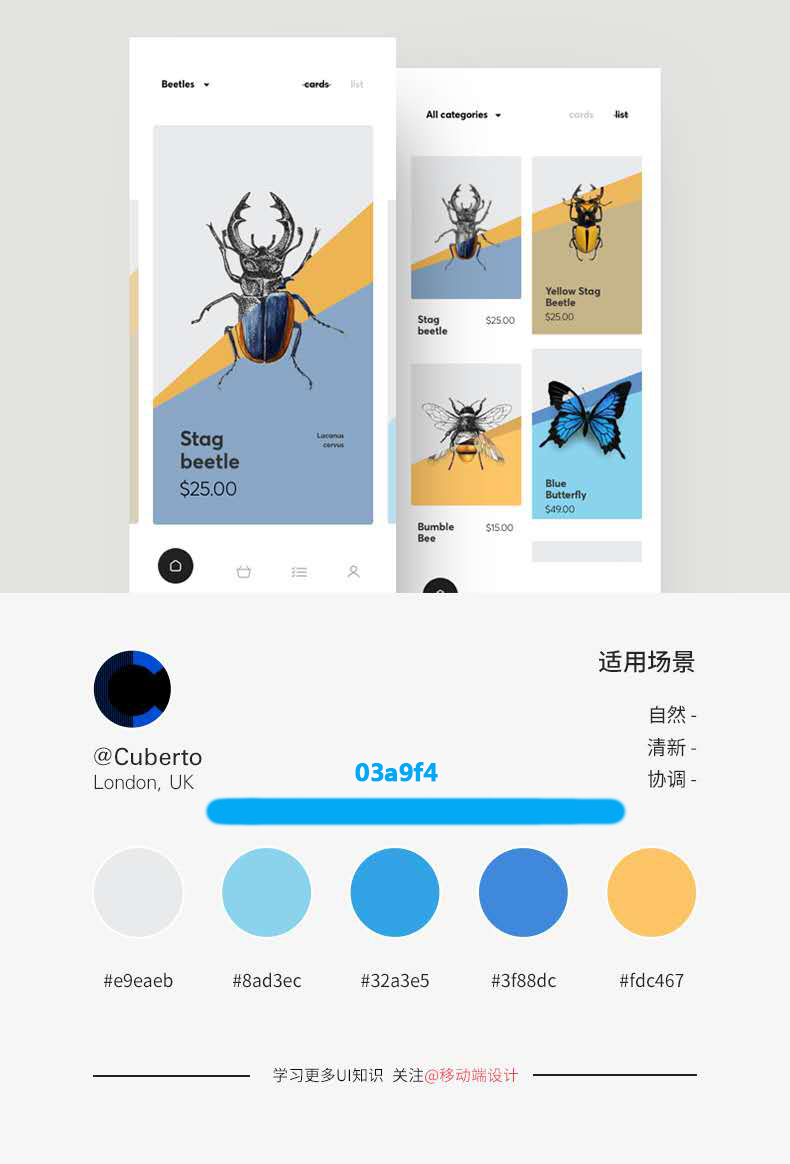 Beetles
cards
list
Stag
beetle
$25.00
Lucanus
cervus
All categories
cards
list
Stag
beetle
$25.00
Yellow Stag
Beetle
$25.00
Bumble
Bee
$15.00
Blue
Butterfly
$49.00
@Cuberto
London, UK
适用场景
自然 -
清新 -
协调 -
03a9f4
#e9eaeb
#8ad3ec
#32a3e5
#3f88dc
#fdc467
学习更多UI知识 关注@移动端设计